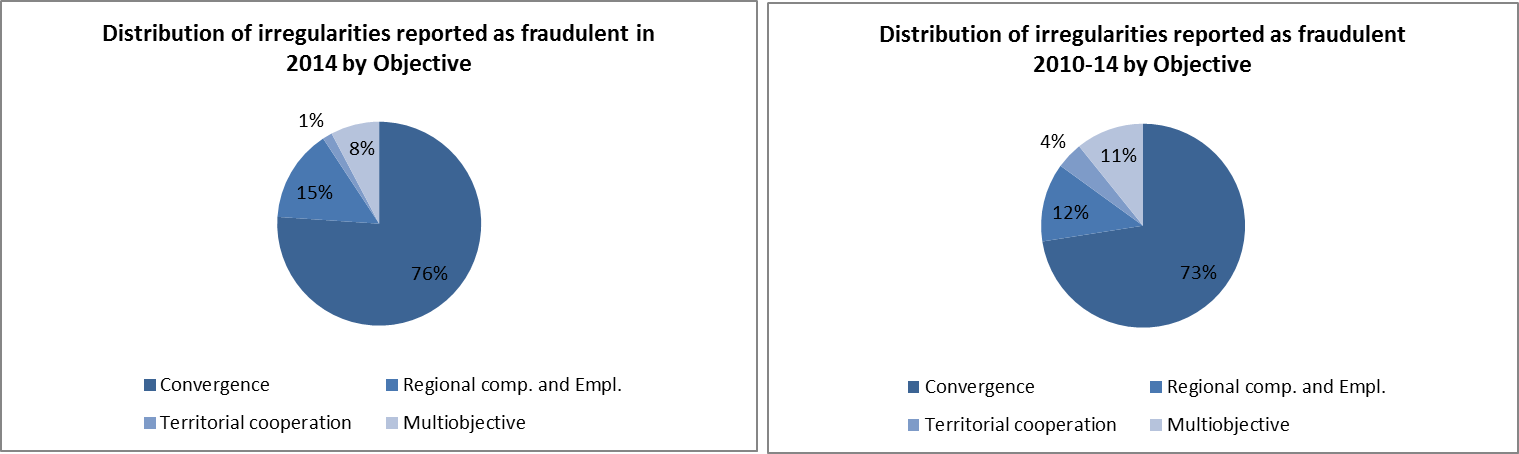 Distribution of irregularities reported as fraudulent in
2014 by Objective
1%
8%
15%
76%
Convergence
Regional comp. and Empl.
Territorial cooperation
Multiobjective
Distribution of irregularities reported as fraudulent
2010-14 by Objective
4%
11%
12%
73%
Convergence
Regional comp. and Empl.
Territorial cooperation
Multiobjective